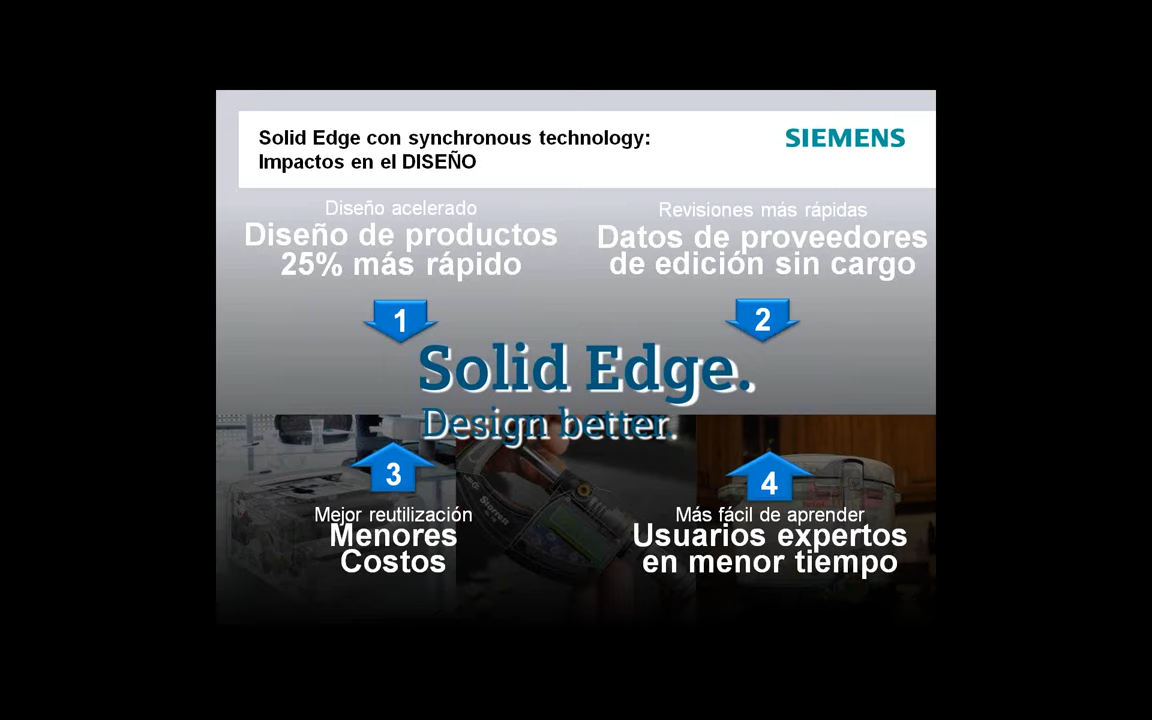 Solid Edge con synchronous technology:
Impactos en el DISEÑO
SIEMENS
Diseño acelerado
Diseño de productos
25% más rápido
1
Revisiones más rápidas
Datos de proveedores
de edición sin cargo
2
Solid Edge.
Design better.
3
Mejor reutilización
Menores
Costos
4
Más fácil de aprender
Usuarios expertos
en menor tiempo
Starrett